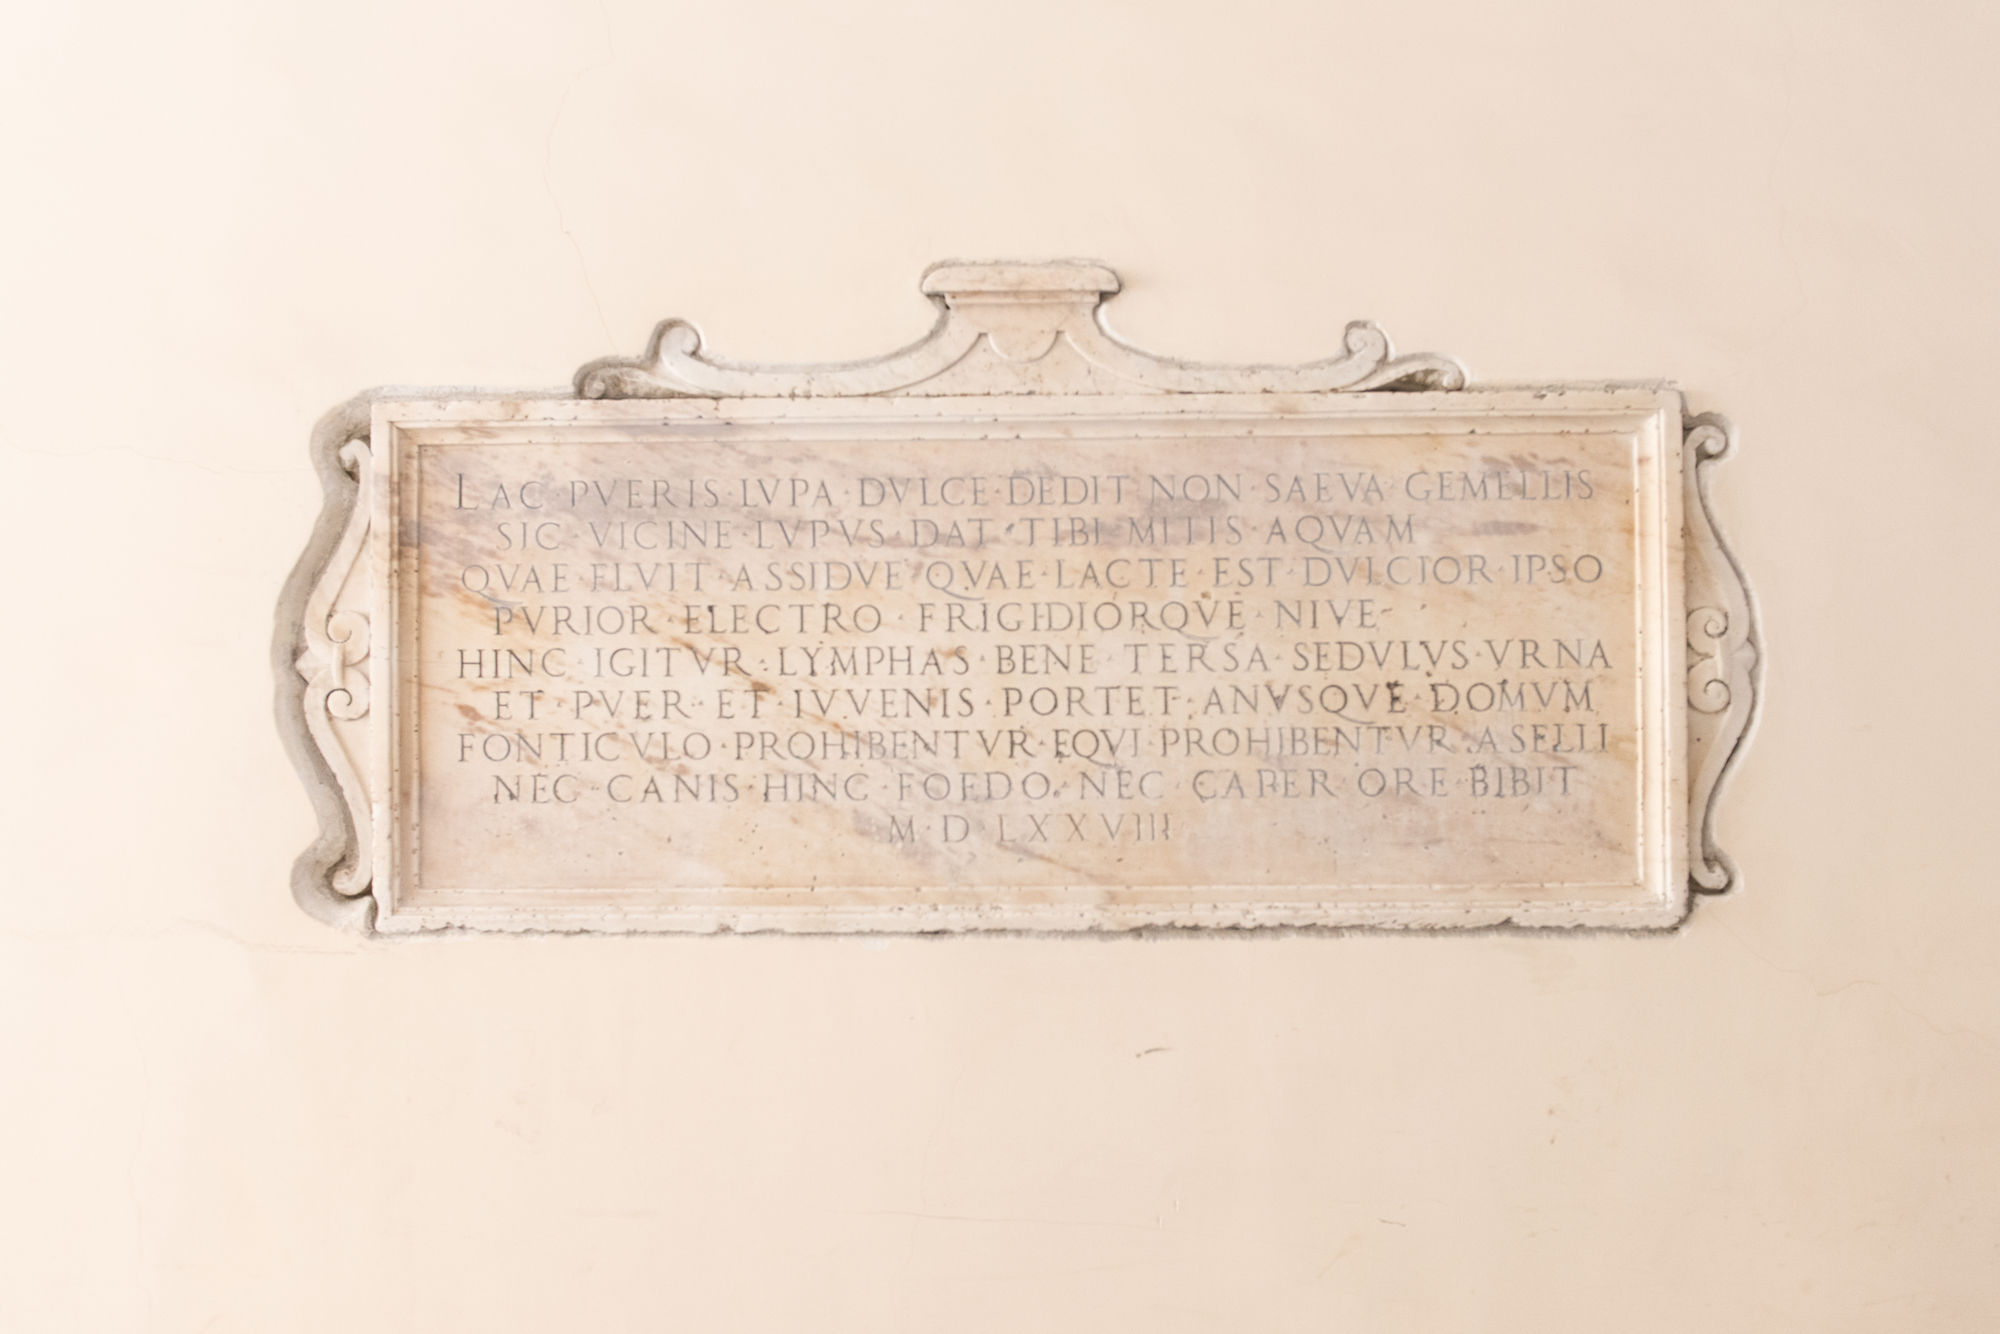 LAC · PVERIS · LVPA · DVLCE · DEDIT · NON · SAEVA · GEMELLIS
SIC · VICINE · LVPVS · DAT · TIBI · MITIS · AQVAM
QVAE · FLVIT · ASSIDVE · QVAE · LACTE · EST · DVLCIOR · IPSO
PVRIOR · ELECTRO · FRIGIDIORQVE · NIVE ·
HINC · IGITVR · LYMPHAS · BENE · TERSA · SEDVLVS · VRNA
ET · PVER · ET · IVVENIS · PORTET · ANVSQVE · DOMVM
FONTICVLO · PROHIBENTVR · EQVI · PROHIBENTVR · ASELLI
NEC · CANIS · HINC · FOEDO · NEC · CAPER · ORE · BIBIT
M · D · LXXVIII